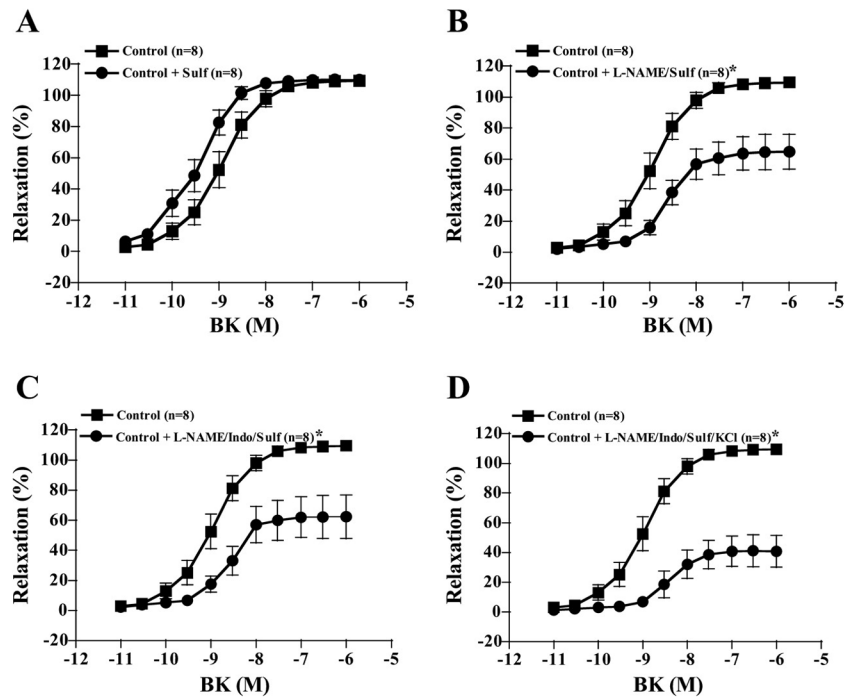 A
Control (n=8)
Control + Sulf (n=8)
Relaxation (%)
120
100
80
60
40
20
0
-20
-12 -11 -10 -9 -8 -7 -6 -5
BK (M)
B
Control (n=8)
Control + L-NAME/Sulf (n=8)*
Relaxation (%)
120
100
80
60
40
20
0
-20
-12 -11 -10 -9 -8 -7 -6 -5
BK (M)
C
Control (n=8)
Control + L-NAME/Indo/Sulf (n=8)*
Relaxation (%)
120
100
80
60
40
20
0
-20
-12 -11 -10 -9 -8 -7 -6 -5
BK (M)
D
Control (n=8)
Control + L-NAME/Indo/Sulf/KCl (n=8)*
Relaxation (%)
120
100
80
60
40
20
0
-20
-12 -11 -10 -9 -8 -7 -6 -5
BK (M)